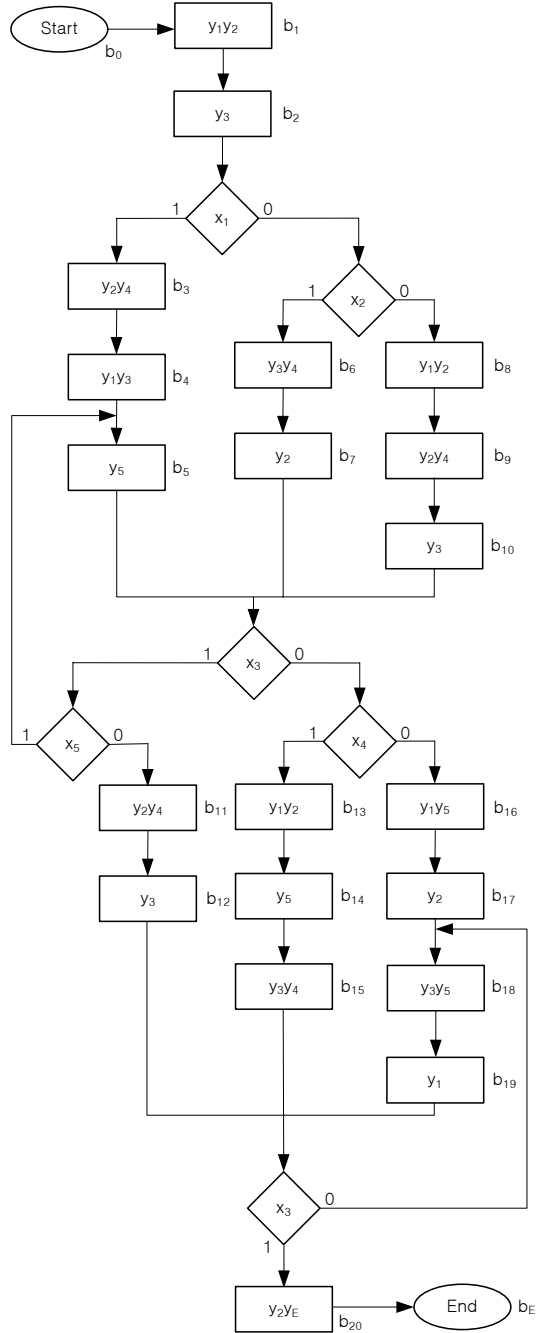 Start b₀ y₁y₂ b₁
y₃ b₂
1 x₁ 0
y₂y₄ b₃ 1 x₂ 0
y₁y₃ b₄ y₃y₄ b₆ y₁y₂ b₈
y₅ b₅ y₂ b₇ y₂y₄ b₉
y₃ b₁₀
1 x₃ 0
1 x₅ 0 1 x₄ 0
y₂y₄ b₁₁ y₁y₂ b₁₃ y₁y₅ b₁₆
y₃ b₁₂ y₅ b₁₄ y₂ b₁₇
y₃y₄ b₁₅ y₃y₅ b₁₈
y₁ b₁₉
x₃ 0
1
y₂yE b₂₀ End bE